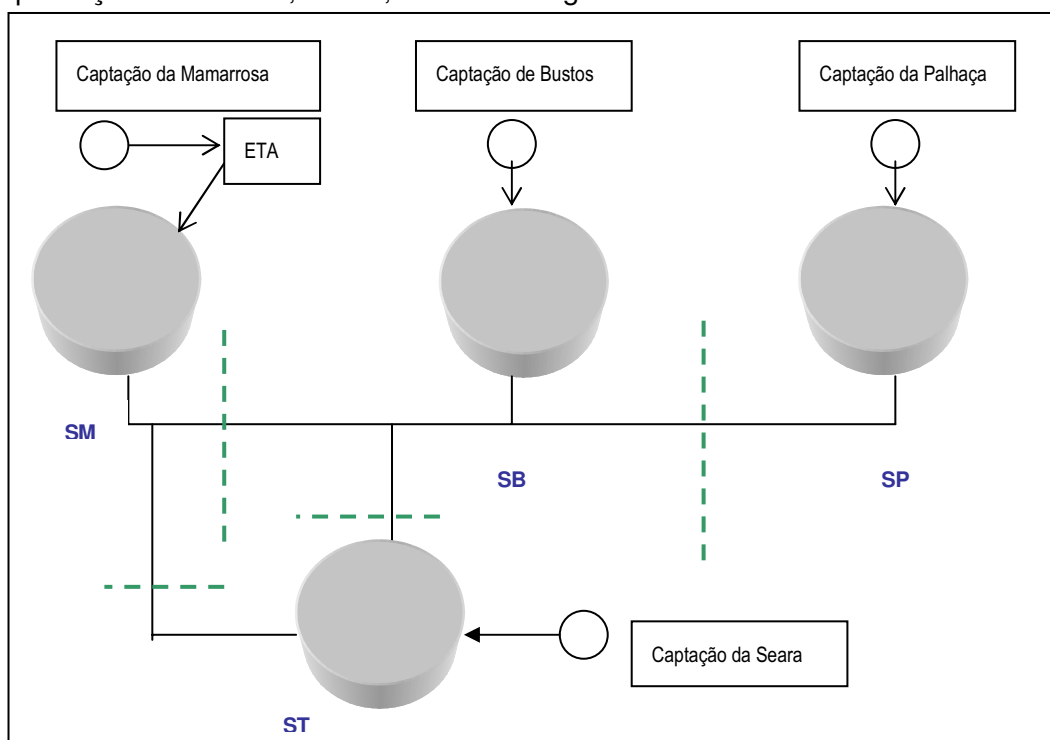 Captação da Mamarrosa
Captação de Bustos
Captação da Palhaça
ETA
SM
SB
SP
Captação da Seara
ST